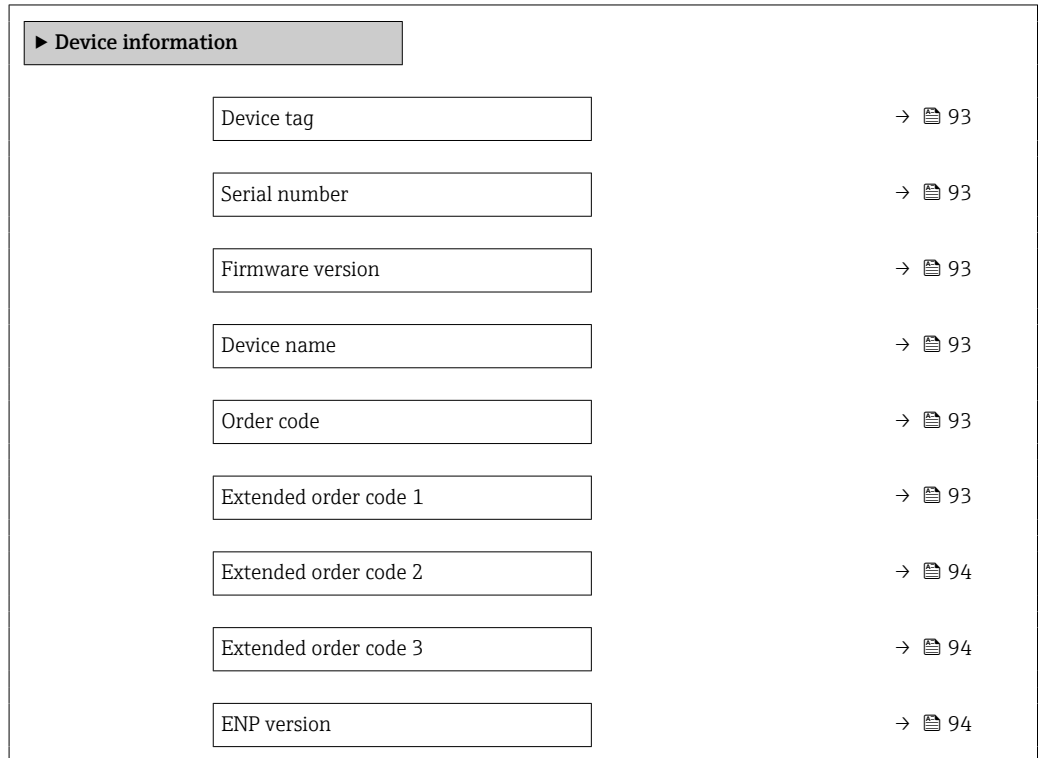 ▶ Device information
Device tag → 93
Serial number → 93
Firmware version → 93
Device name → 93
Order code → 93
Extended order code 1 → 93
Extended order code 2 → 94
Extended order code 3 → 94
ENP version → 94